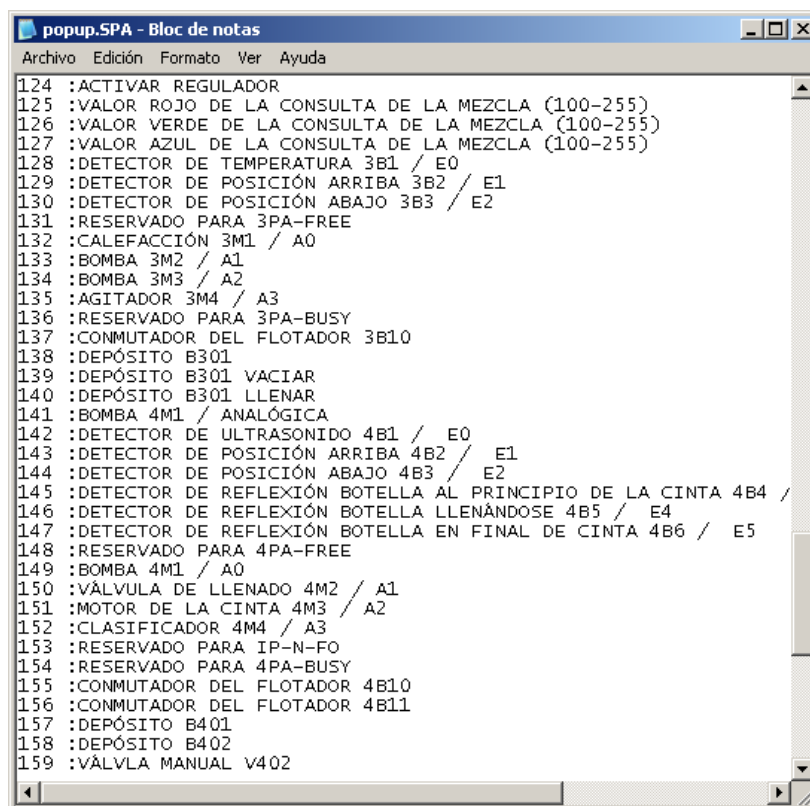 popup.SPA - Bloc de notas
Archivo Edición Formato Ver Ayuda
124 :ACTIVAR REGULADOR
125 :VALOR ROJO DE LA CONSULTA DE LA MEZCLA (100-255)
126 :VALOR VERDE DE LA CONSULTA DE LA MEZCLA (100-255)
127 :VALOR AZUL DE LA CONSULTA DE LA MEZCLA (100-255)
128 :DETECTOR DE TEMPERATURA 3B1 / E0
129 :DETECTOR DE POSICIÓN ARRIBA 3B2 / E1
130 :DETECTOR DE POSICIÓN ABAJO 3B3 / E2
131 :RESERVADO PARA 3PA-FREE
132 :CALEFACCIÓN 3M1 / A0
133 :BOMBA 3M2 / A1
134 :BOMBA 3M3 / A2
135 :AGITADOR 3M4 / A3
136 :RESERVADO PARA 3PA-BUSY
137 :CONMUTADOR DEL FLOTADOR 3B10
138 :DEPÓSITO B301
139 :DEPÓSITO B301 VACIAR
140 :DEPÓSITO B301 LLENAR
141 :BOMBA 4M1 / ANALÓGICA
142 :DETECTOR DE ULTRASONIDO 4B1 /  E0
143 :DETECTOR DE POSICIÓN ARRIBA 4B2 /  E1
144 :DETECTOR DE POSICIÓN ABAJO 4B3 /  E2
145 :DETECTOR DE REFLEXIÓN BOTELLA AL PRINCIPIO DE LA CINTA 4B4 /
146 :DETECTOR DE REFLEXIÓN BOTELLA LLENÁNDOSE 4B5 /  E4
147 :DETECTOR DE REFLEXIÓN BOTELLA EN FINAL DE CINTA 4B6 /  E5
148 :RESERVADO PARA 4PA-FREE
149 :BOMBA 4M1 / A0
150 :VÁLVULA DE LLENADO 4M2 / A1
151 :MOTOR DE LA CINTA 4M3 / A2
152 :CLASIFICADOR 4M4 / A3
153 :RESERVADO PARA IP-N-FO
154 :RESERVADO PARA 4PA-BUSY
155 :CONMUTADOR DEL FLOTADOR 4B10
156 :CONMUTADOR DEL FLOTADOR 4B11
157 :DEPÓSITO B401
158 :DEPÓSITO B402
159 :VÁLVLA MANUAL V402